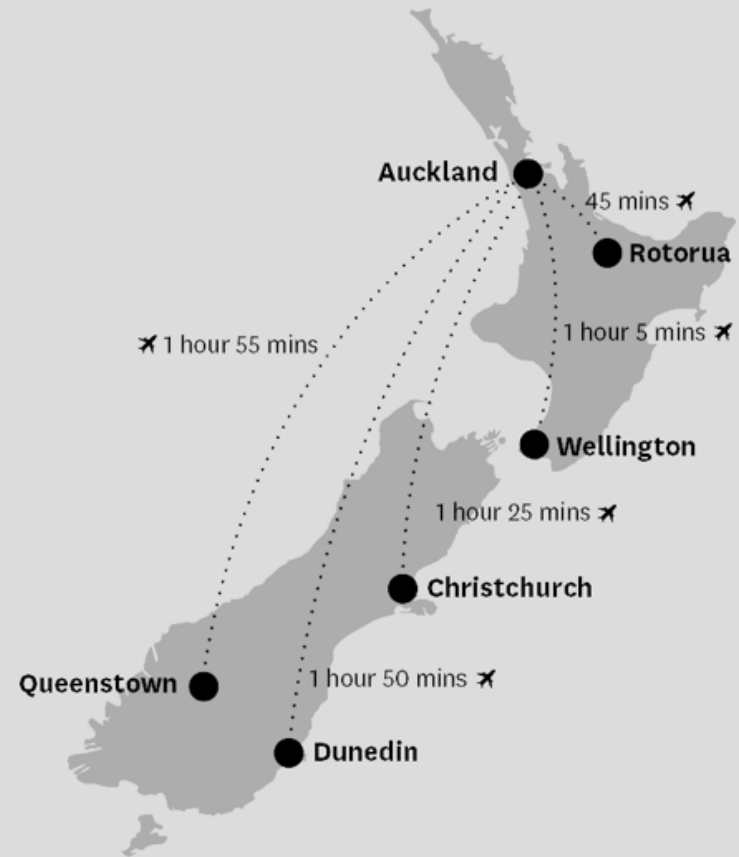 Auckland
45 mins
Rotorua
1 hour 5 mins
1 hour 55 mins
Wellington
1 hour 25 mins
Christchurch
Queenstown
1 hour 50 mins
Dunedin